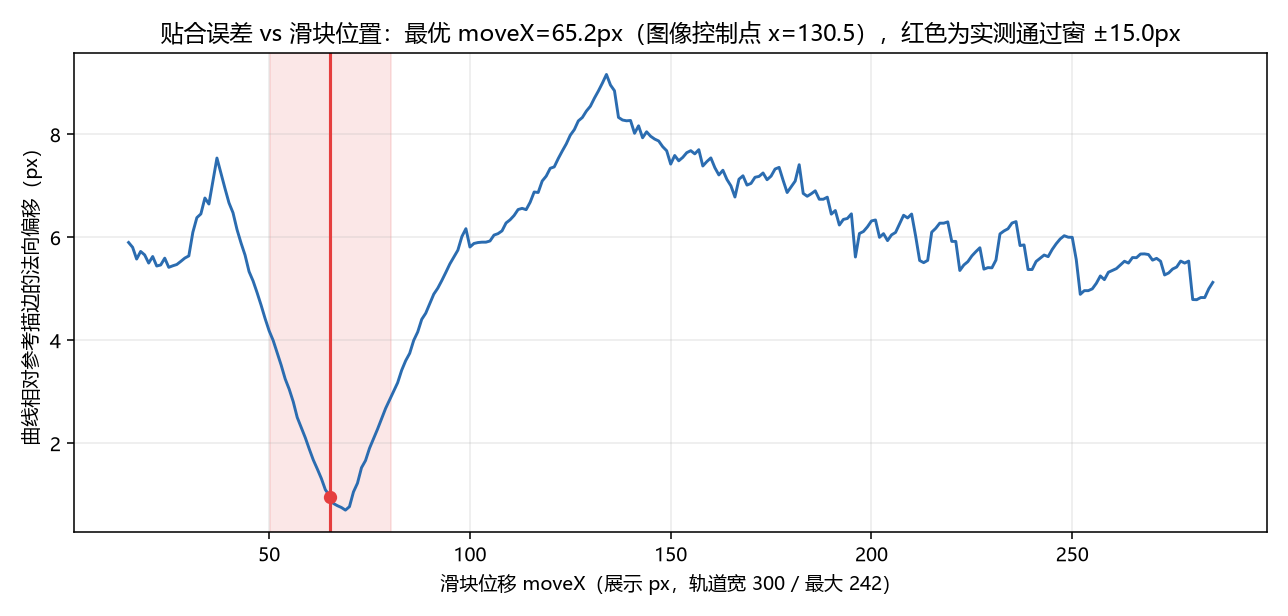 贴合误差 vs 滑块位置：最优 moveX=65.2px（图像控制点 x=130.5），红色为实测通过窗 ±15.0px
曲线相对参考描边的法向偏移（px）
8
6
4
2
50 100 150 200 250
滑块位移 moveX（展示 px，轨道宽 300 / 最大 242）